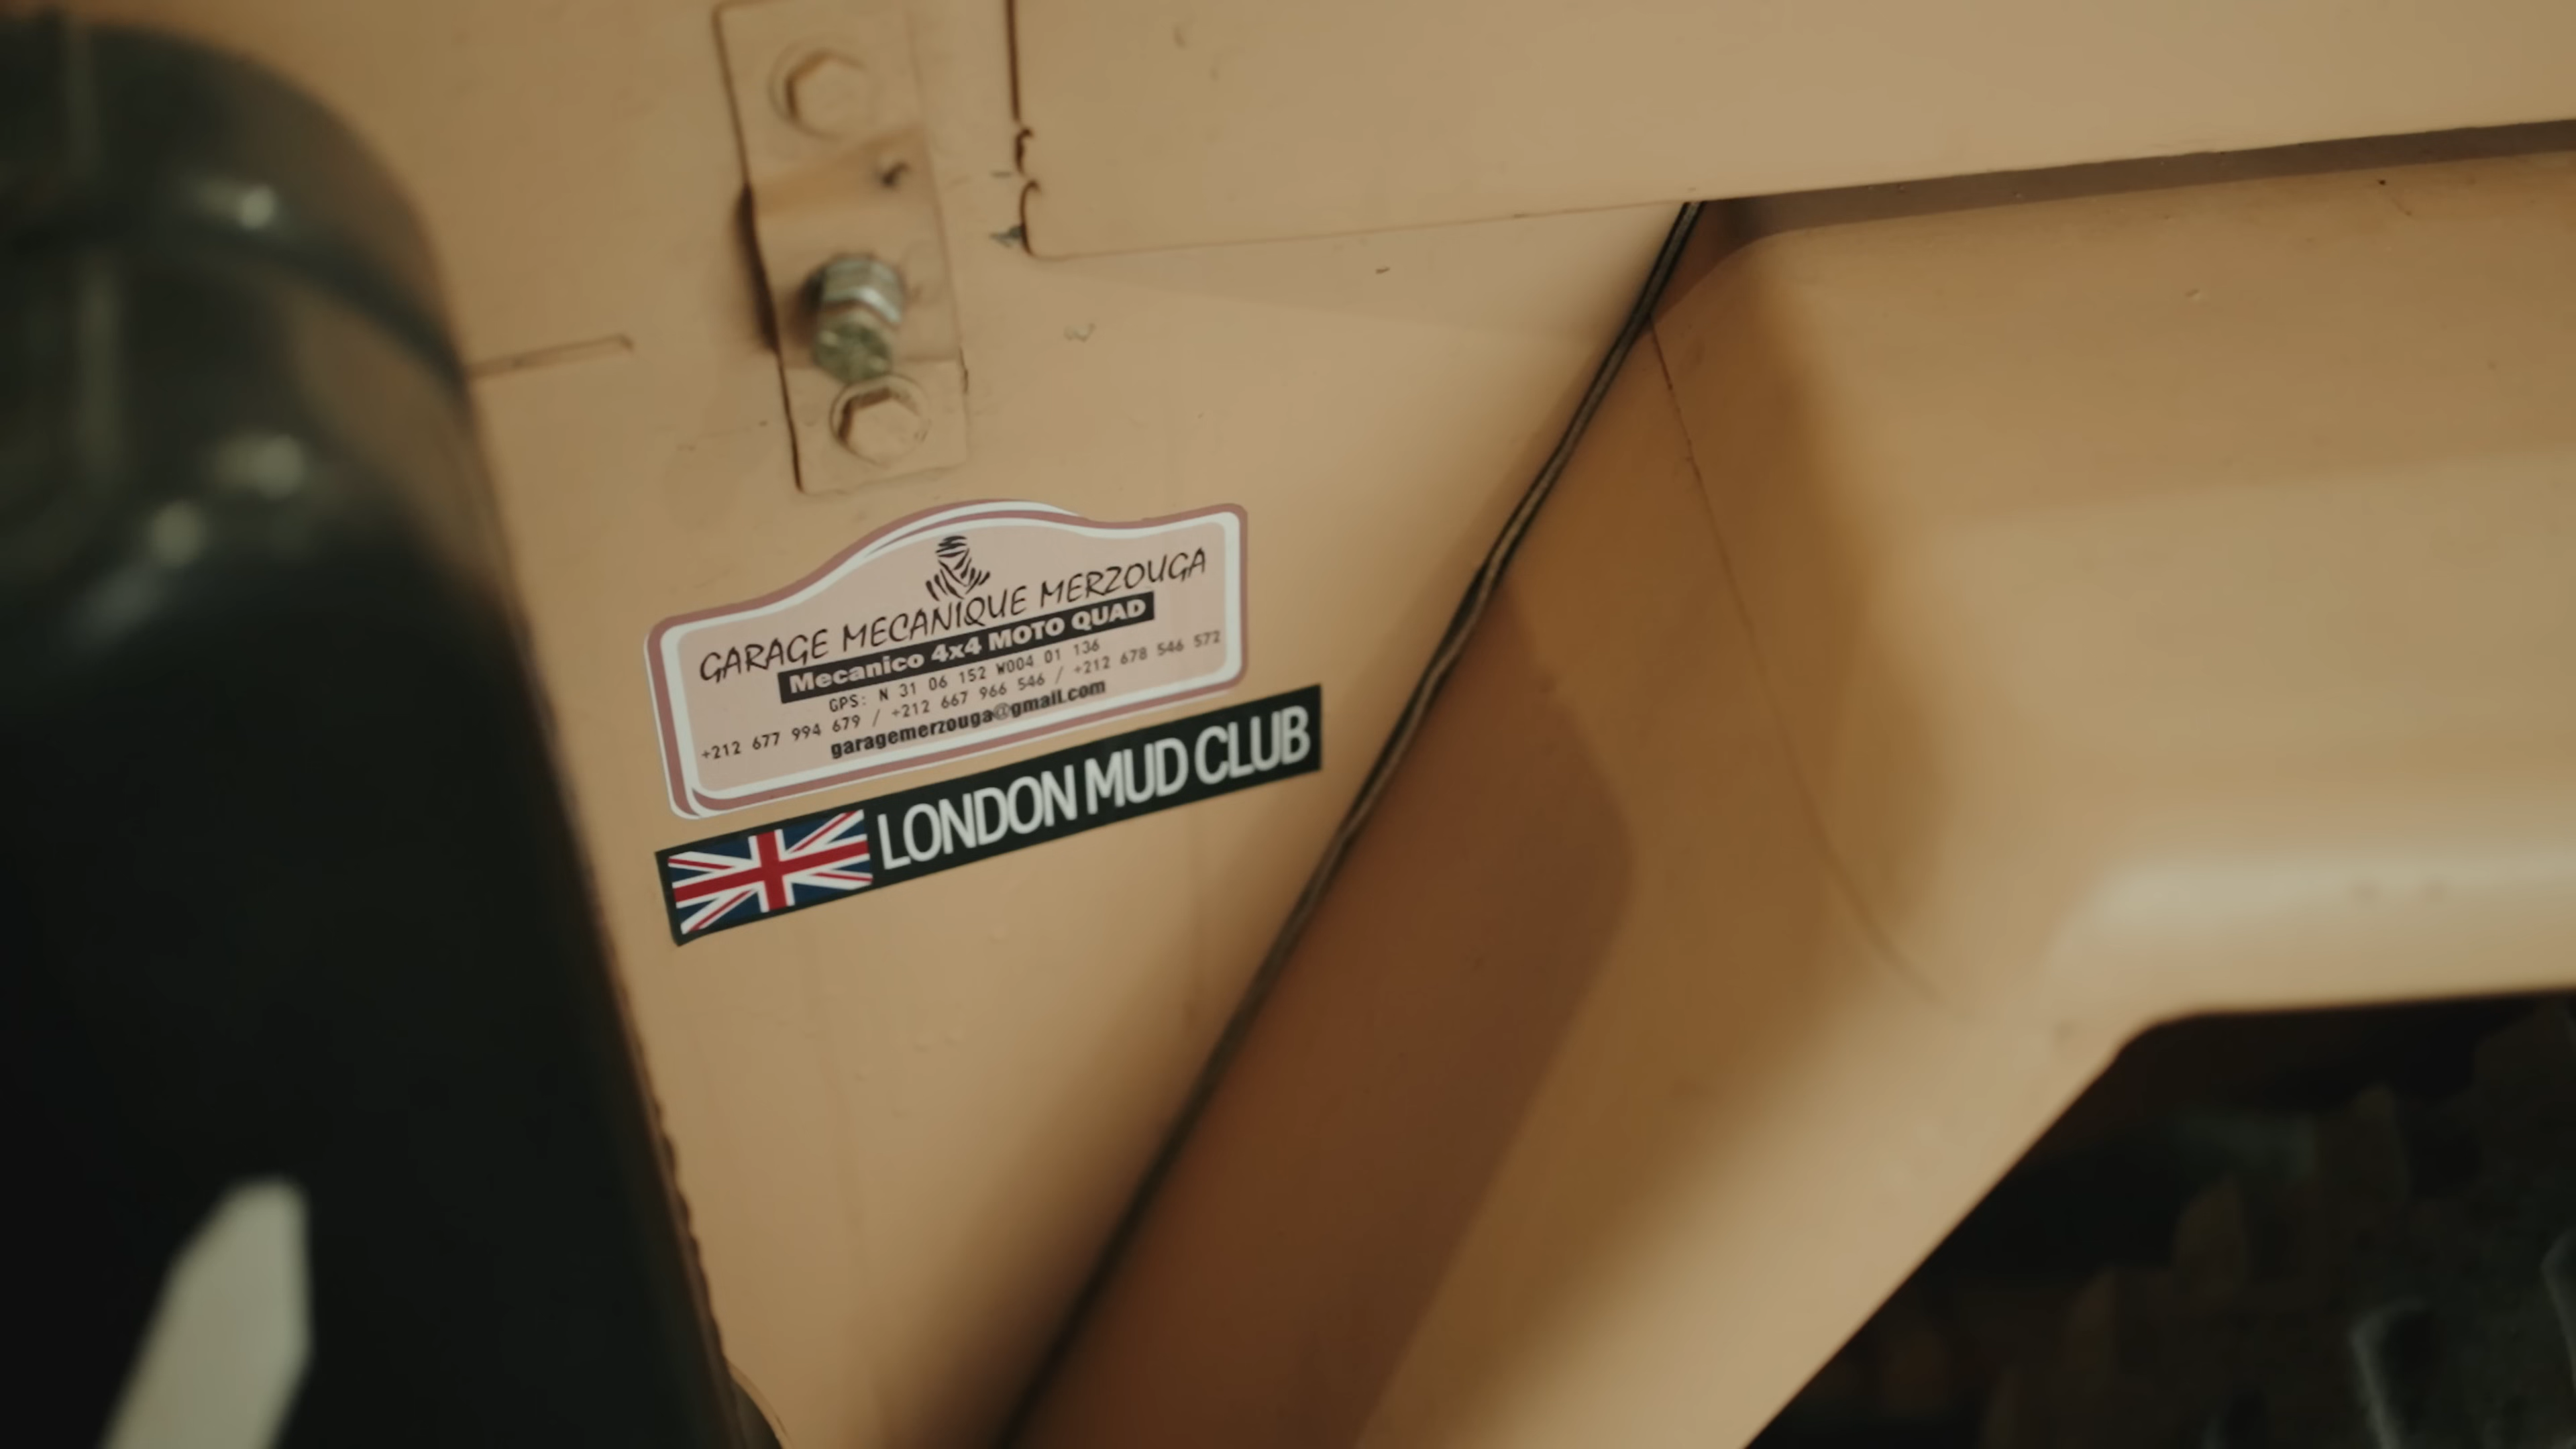 GARAGE MECANIQUE MERZOUGA
Mecanico 4x4 MOTO QUAD
GPS: N 31 06 152 W004 01 136
+212 677 994 679 / +212 667 966 546 / +212 678 546 572
garagemerzouga@gmail.com
LONDON MUD CLUB